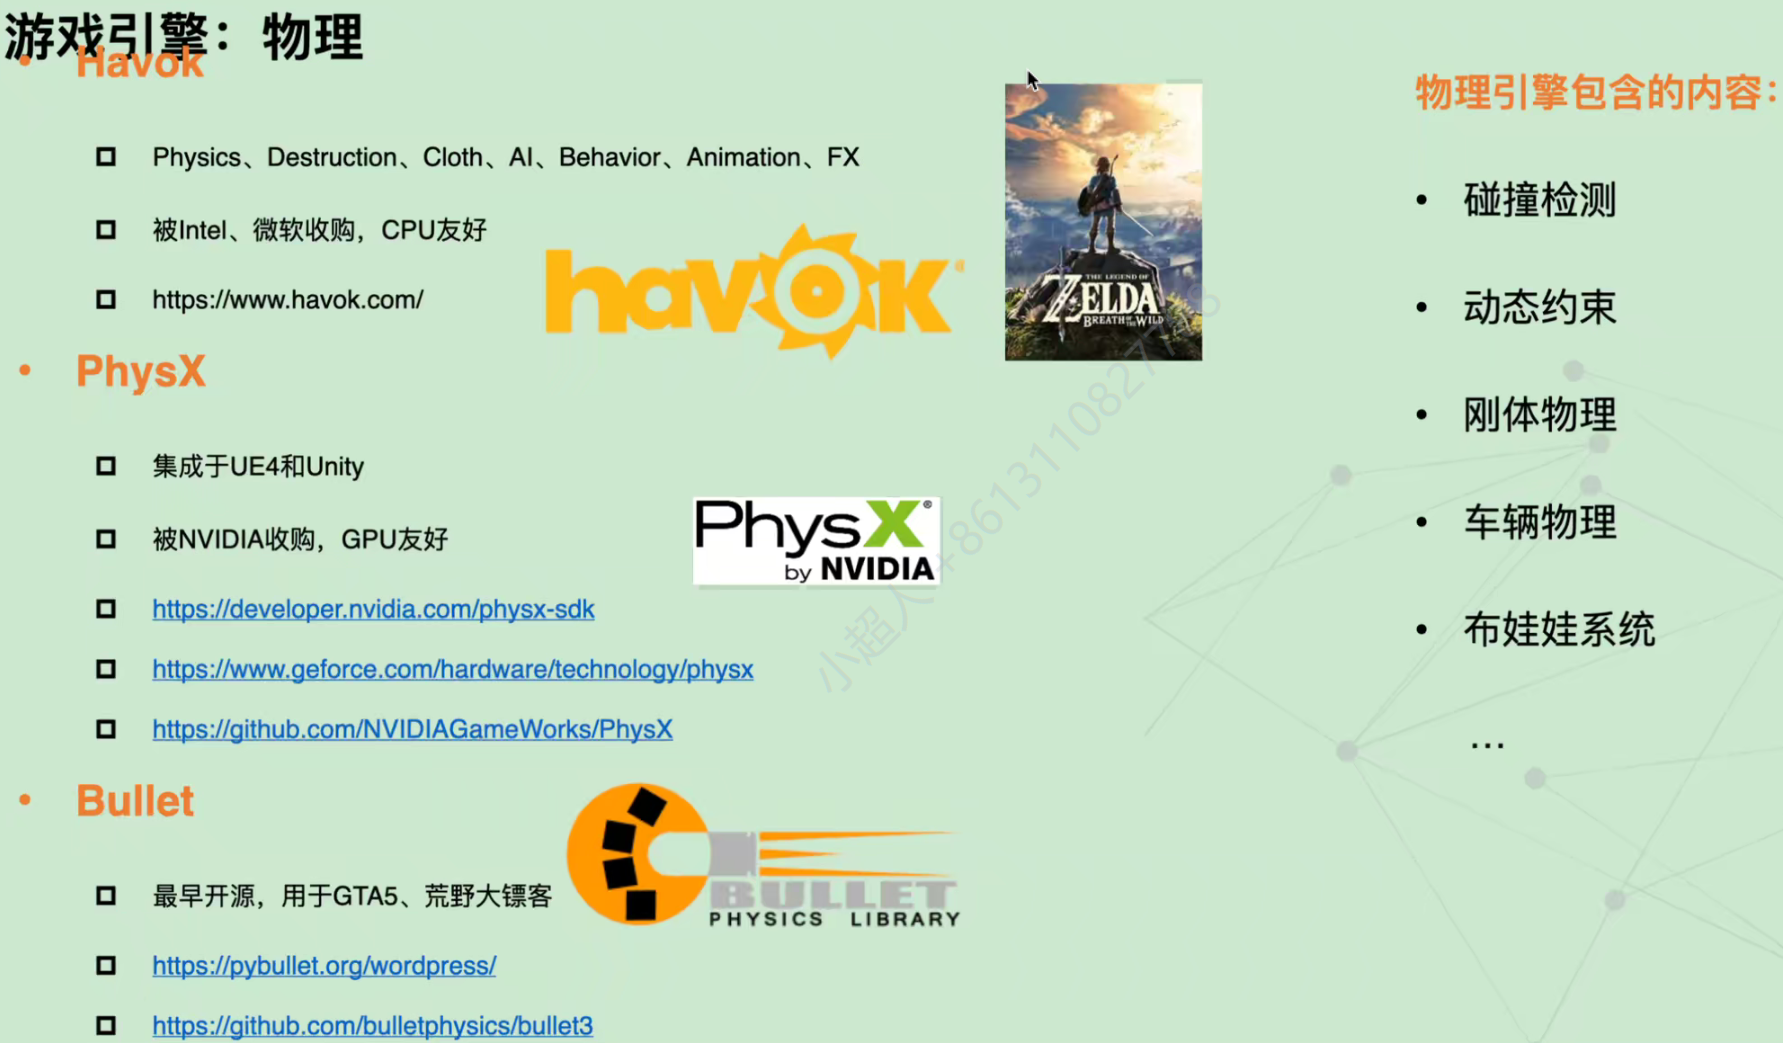 游戏引擎：物理
• Havok
Physics、Destruction、Cloth、AI、Behavior、Animation、FX
被Intel、微软收购，CPU友好
https://www.havok.com/
havok
THE LEGEND OF
ZELDA
BREATH OF THE WILD
• PhysX
集成于UE4和Unity
被NVIDIA收购，GPU友好
https://developer.nvidia.com/physx-sdk
https://www.geforce.com/hardware/technology/physx
https://github.com/NVIDIAGameWorks/PhysX
PhysX®
by NVIDIA
• Bullet
最早开源，用于GTA5、荒野大镖客
https://pybullet.org/wordpress/
https://github.com/bulletphysics/bullet3
BULLET
PHYSICS LIBRARY
物理引擎包含的内容：
• 碰撞检测
• 动态约束
• 刚体物理
• 车辆物理
• 布娃娃系统
...